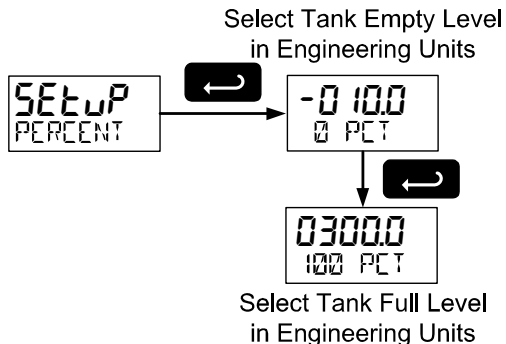 Select Tank Empty Level
in Engineering Units
SEtuP
PERCENT
-010.0
0 PCT
0300.0
100 PCT
Select Tank Full Level
in Engineering Units